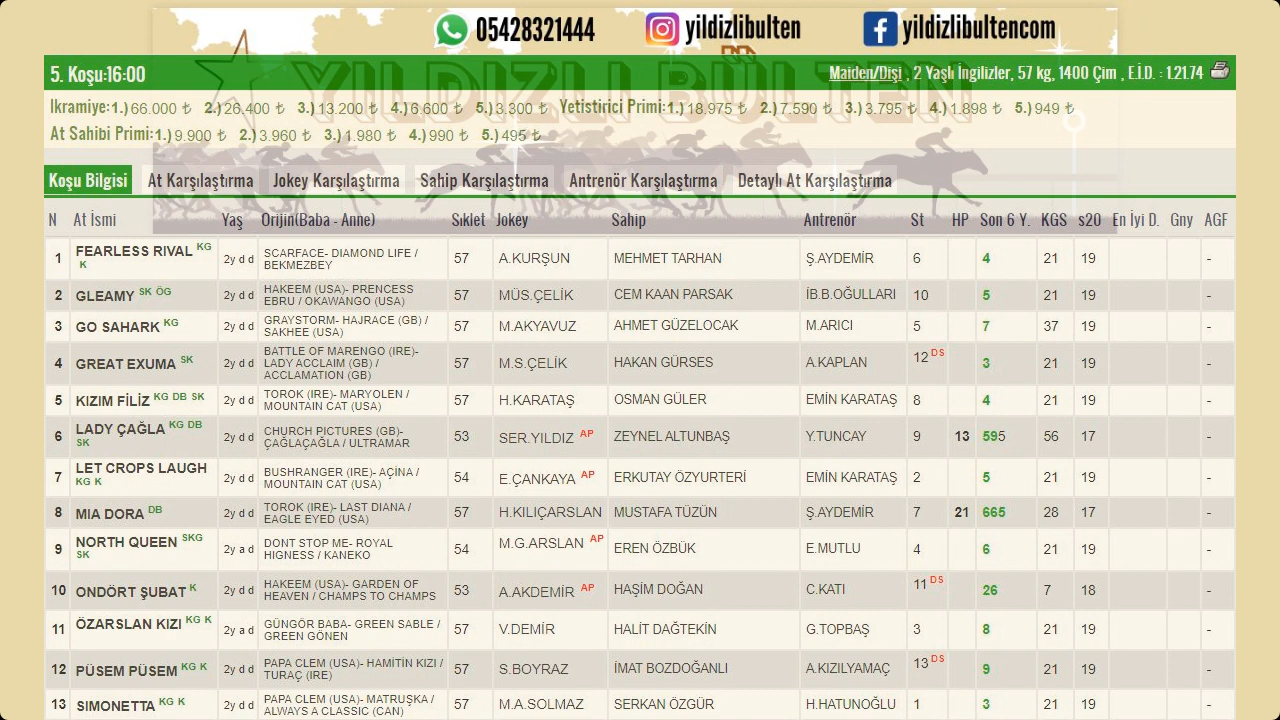 05428321444 yildizlibulten yildizlibultencom
YILDIZLI BÜLTEN
5. Koşu:16:00 Maiden/Dişi , 2 Yaşlı İngilizler, 57 kg, 1400 Çim , E.İ.D. : 1.21.74
Ikramiye:1.) 66.000 ₺ 2.) 26.400 ₺ 3.) 13.200 ₺ 4.) 6.600 ₺ 5.) 3.300 ₺ Yetistirici Primi:1.) 18.975 ₺ 2.) 7.590 ₺ 3.) 3.795 ₺ 4.) 1.898 ₺ 5.) 949 ₺
At Sahibi Primi:1.) 9.900 ₺ 2.) 3.960 ₺ 3.) 1.980 ₺ 4.) 990 ₺ 5.) 495 ₺
Koşu Bilgisi At Karşılaştırma Jokey Karşılaştırma Sahip Karşılaştırma Antrenör Karşılaştırma Detaylı At Karşılaştırma
N At İsmi Yaş Orijin(Baba - Anne) Sıklet Jokey Sahip Antrenör St HP Son 6 Y. KGS s20 En İyi D. Gny AGF
1 FEARLESS RIVAL KG K 2y d d SCARFACE- DIAMOND LIFE / BEKMEZBEY 57 A.KURŞUN MEHMET TARHAN Ş.AYDEMİR 6 4 21 19 -
2 GLEAMY SK ÖG 2y d d HAKEEM (USA)- PRENCESS EBRU / OKAWANGO (USA) 57 MÜS.ÇELİK CEM KAAN PARSAK İB.B.OĞULLARI 10 5 21 19 -
3 GO SAHARK KG 2y d d GRAYSTORM- HAJRACE (GB) / SAKHEE (USA) 57 M.AKYAVUZ AHMET GÜZELOCAK M.ARICI 5 7 37 19 -
4 GREAT EXUMA SK 2y d d BATTLE OF MARENGO (IRE)- LADY ACCLAIM (GB) / ACCLAMATION (GB) 57 M.S.ÇELİK HAKAN GÜRSES A.KAPLAN 12 DS 3 21 19 -
5 KIZIM FİLİZ KG DB SK 2y d d TOROK (IRE)- MARYOLEN / MOUNTAIN CAT (USA) 57 H.KARATAŞ OSMAN GÜLER EMİN KARATAŞ 8 4 21 19 -
6 LADY ÇAĞLA KG DB SK 2y d d CHURCH PICTURES (GB)- ÇAĞLAÇAĞLA / ULTRAMAR 53 SER.YILDIZ AP ZEYNEL ALTUNBAŞ Y.TUNCAY 9 13 595 56 17 -
7 LET CROPS LAUGH KG K 2y d d BUSHRANGER (IRE)- AÇİNA / MOUNTAIN CAT (USA) 54 E.ÇANKAYA AP ERKUTAY ÖZYURTERİ EMİN KARATAŞ 2 5 21 19 -
8 MIA DORA DB 2y d d TOROK (IRE)- LAST DIANA / EAGLE EYED (USA) 57 H.KILIÇARSLAN MUSTAFA TÜZÜN Ş.AYDEMİR 7 21 665 28 17 -
9 NORTH QUEEN SKG SK 2y a d DONT STOP ME- ROYAL HIGNESS / KANEKO 54 M.G.ARSLAN AP EREN ÖZBÜK E.MUTLU 4 6 21 19 -
10 ONDÖRT ŞUBAT K 2y d d HAKEEM (USA)- GARDEN OF HEAVEN / CHAMPS TO CHAMPS 53 A.AKDEMİR AP HAŞİM DOĞAN C.KATI 11 DS 26 7 18 -
11 ÖZARSLAN KIZI KG K 2y a d GÜNGÖR BABA- GREEN SABLE / GREEN GÖNEN 57 V.DEMİR HALİT DAĞTEKİN G.TOPBAŞ 3 8 21 19 -
12 PÜSEM PÜSEM KG K 2y d d PAPA CLEM (USA)- HAMİTİN KIZI / TURAÇ (IRE) 57 S.BOYRAZ İMAT BOZDOĞANLI A.KIZILYAMAÇ 13 DS 9 21 19 -
13 SIMONETTA KG K 2y d d PAPA CLEM (USA)- MATRUŞKA / ALWAYS A CLASSIC (CAN) 57 M.A.SOLMAZ SERKAN ÖZGÜR H.HATUNOĞLU 1 3 21 19 -